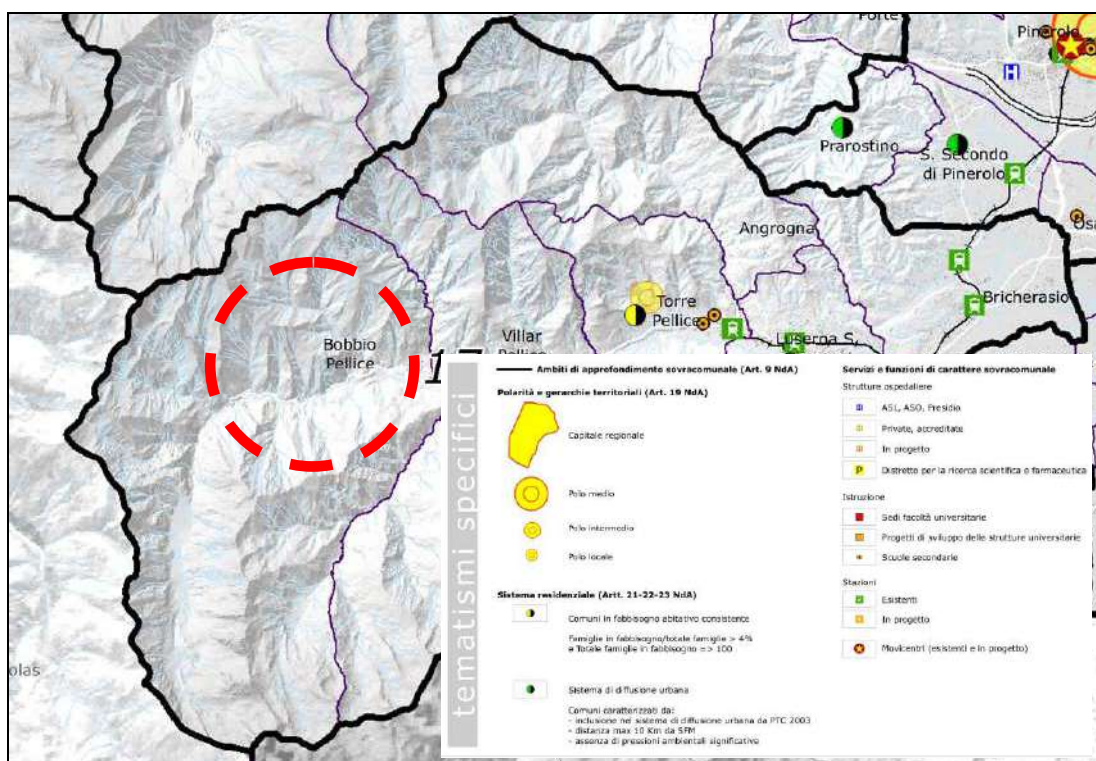 Porte
Pinerolo
H
Prarostino
S. Secondo
di Pinerolo
Angrogna
Osa
Bricherasio
Torre
Pellice
Luserna S.
Villar
Pellice
Bobbio
Pellice
17
olas
tematismi specifici
Ambiti di approfondimento sovracomunale (Art. 9 NdA)
Polarità e gerarchie territoriali (Art. 19 NdA)
Capitale regionale
Polo medio
Polo intermedio
Polo locale
Sistema residenziale (Artt. 21-22-23 NdA)
Comuni in fabbisogno abitativo consistente
Famiglie in fabbisogno/totale famiglie > 4%
e Totale famiglie in fabbisogno => 100
Sistema di diffusione urbana
Comuni caratterizzati da:
- inclusione nel sistema di diffusione urbana da PTC 2003
- distanza max 10 Km da SFM
- assenza di pressioni ambientali significative
Servizi e funzioni di carattere sovracomunale
Strutture ospedaliere
H ASL, ASO, Presidio
Private, accreditate
In progetto
P Distretto per la ricerca scientifica e farmaceutica
Istruzione
Sedi facoltà universitarie
Progetti di sviluppo delle strutture universitarie
Scuole secondarie
Stazioni
Esistenti
In progetto
Movicentri (esistenti e in progetto)